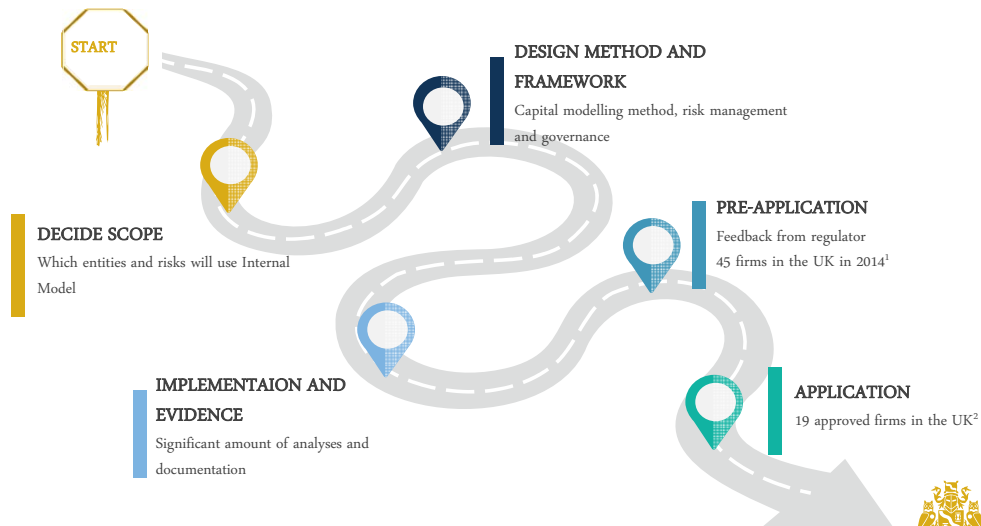 START
DECIDE SCOPE
Which entities and risks will use Internal
Model
DESIGN METHOD AND
FRAMEWORK
Capital modelling method, risk management
and governance
IMPLEMENTAION AND
EVIDENCE
Significant amount of analyses and
documentation
PRE-APPLICATION
Feedback from regulator
45 firms in the UK in 2014¹
APPLICATION
19 approved firms in the UK²